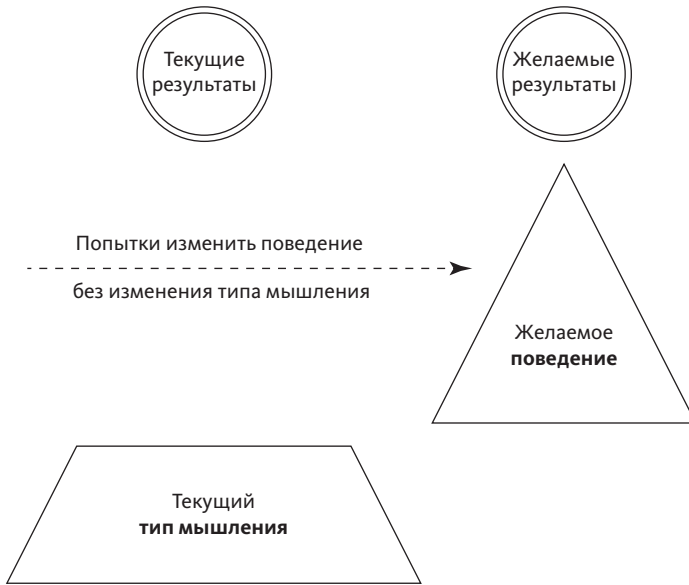 Текущие
результаты
Желаемые
результаты
Попытки изменить поведение
без изменения типа мышления
Желаемое
поведение
Текущий
тип мышления